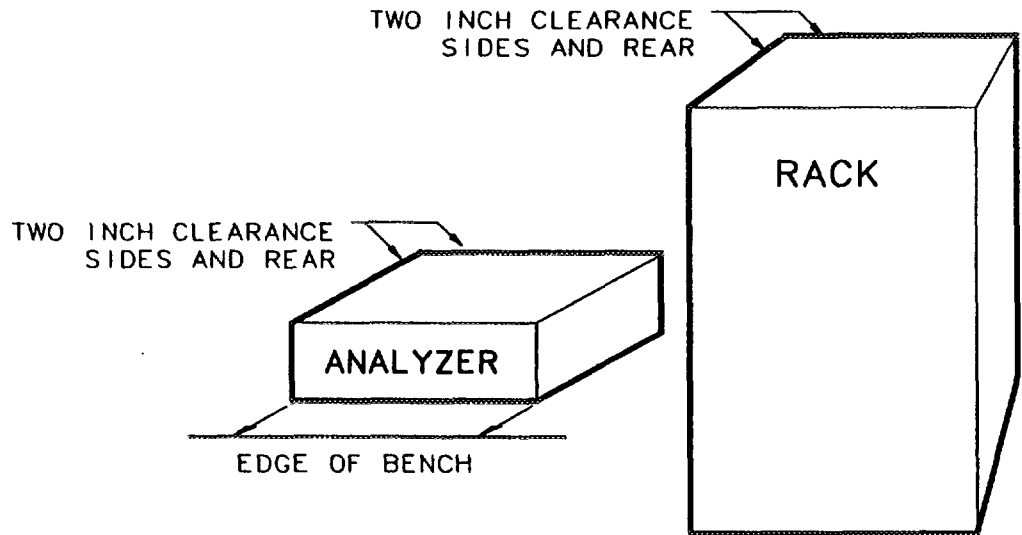 TWO INCH CLEARANCE
SIDES AND REAR
RACK
TWO INCH CLEARANCE
SIDES AND REAR
ANALYZER
EDGE OF BENCH